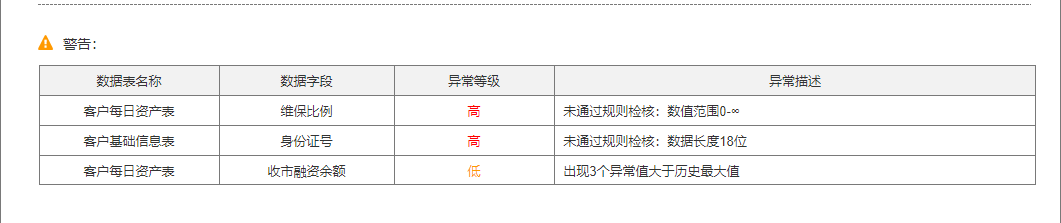 警告：
数据表名称 数据字段 异常等级 异常描述
客户每日资产表 维保比例 高 未通过规则检核：数值范围0-∞
客户基础信息表 身份证号 高 未通过规则检核：数据长度18位
客户每日资产表 收市融资余额 低 出现3个异常值大于历史最大值